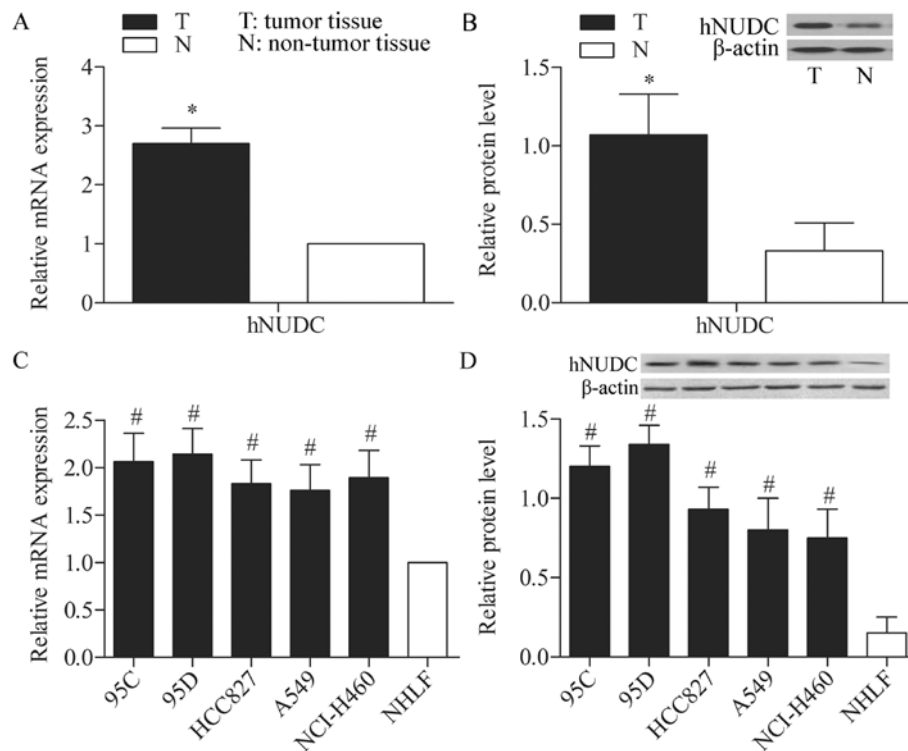 A
T T: tumor tissue
N N: non-tumor tissue
Relative mRNA expression
4
3
2
1
0
*
hNUDC
B
T
N
hNUDC
β-actin
T N
Relative protein level
1.5
1.0
0.5
0.0
*
hNUDC
C
Relative mRNA expression
2.5
2.0
1.5
1.0
0.5
0.0
# # # # #
95C 95D HCC827 A549 NCI-H460 NHLF
D
hNUDC
β-actin
Relative protein level
1.5
1.0
0.5
0.0
# # # # #
95C 95D HCC827 A549 NCI-H460 NHLF